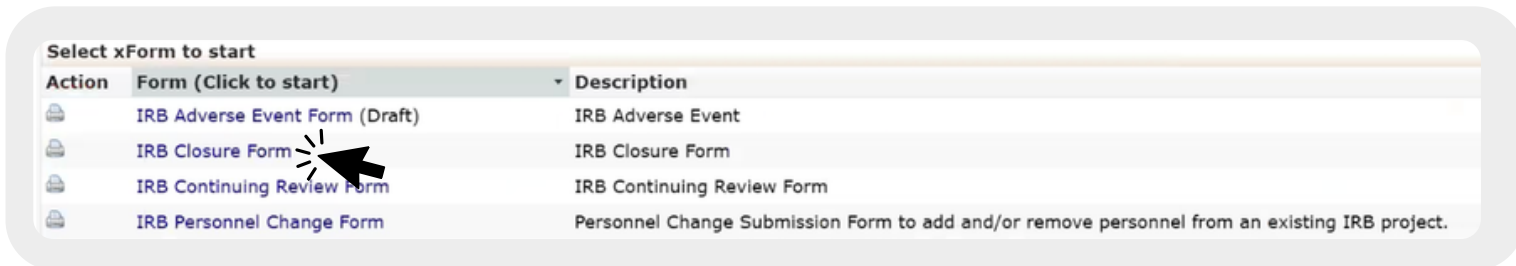 Select xForm to start
Action Form (Click to start) Description
IRB Adverse Event Form (Draft) IRB Adverse Event
IRB Closure Form IRB Closure Form
IRB Continuing Review Form IRB Continuing Review Form
IRB Personnel Change Form Personnel Change Submission Form to add and/or remove personnel from an existing IRB project.